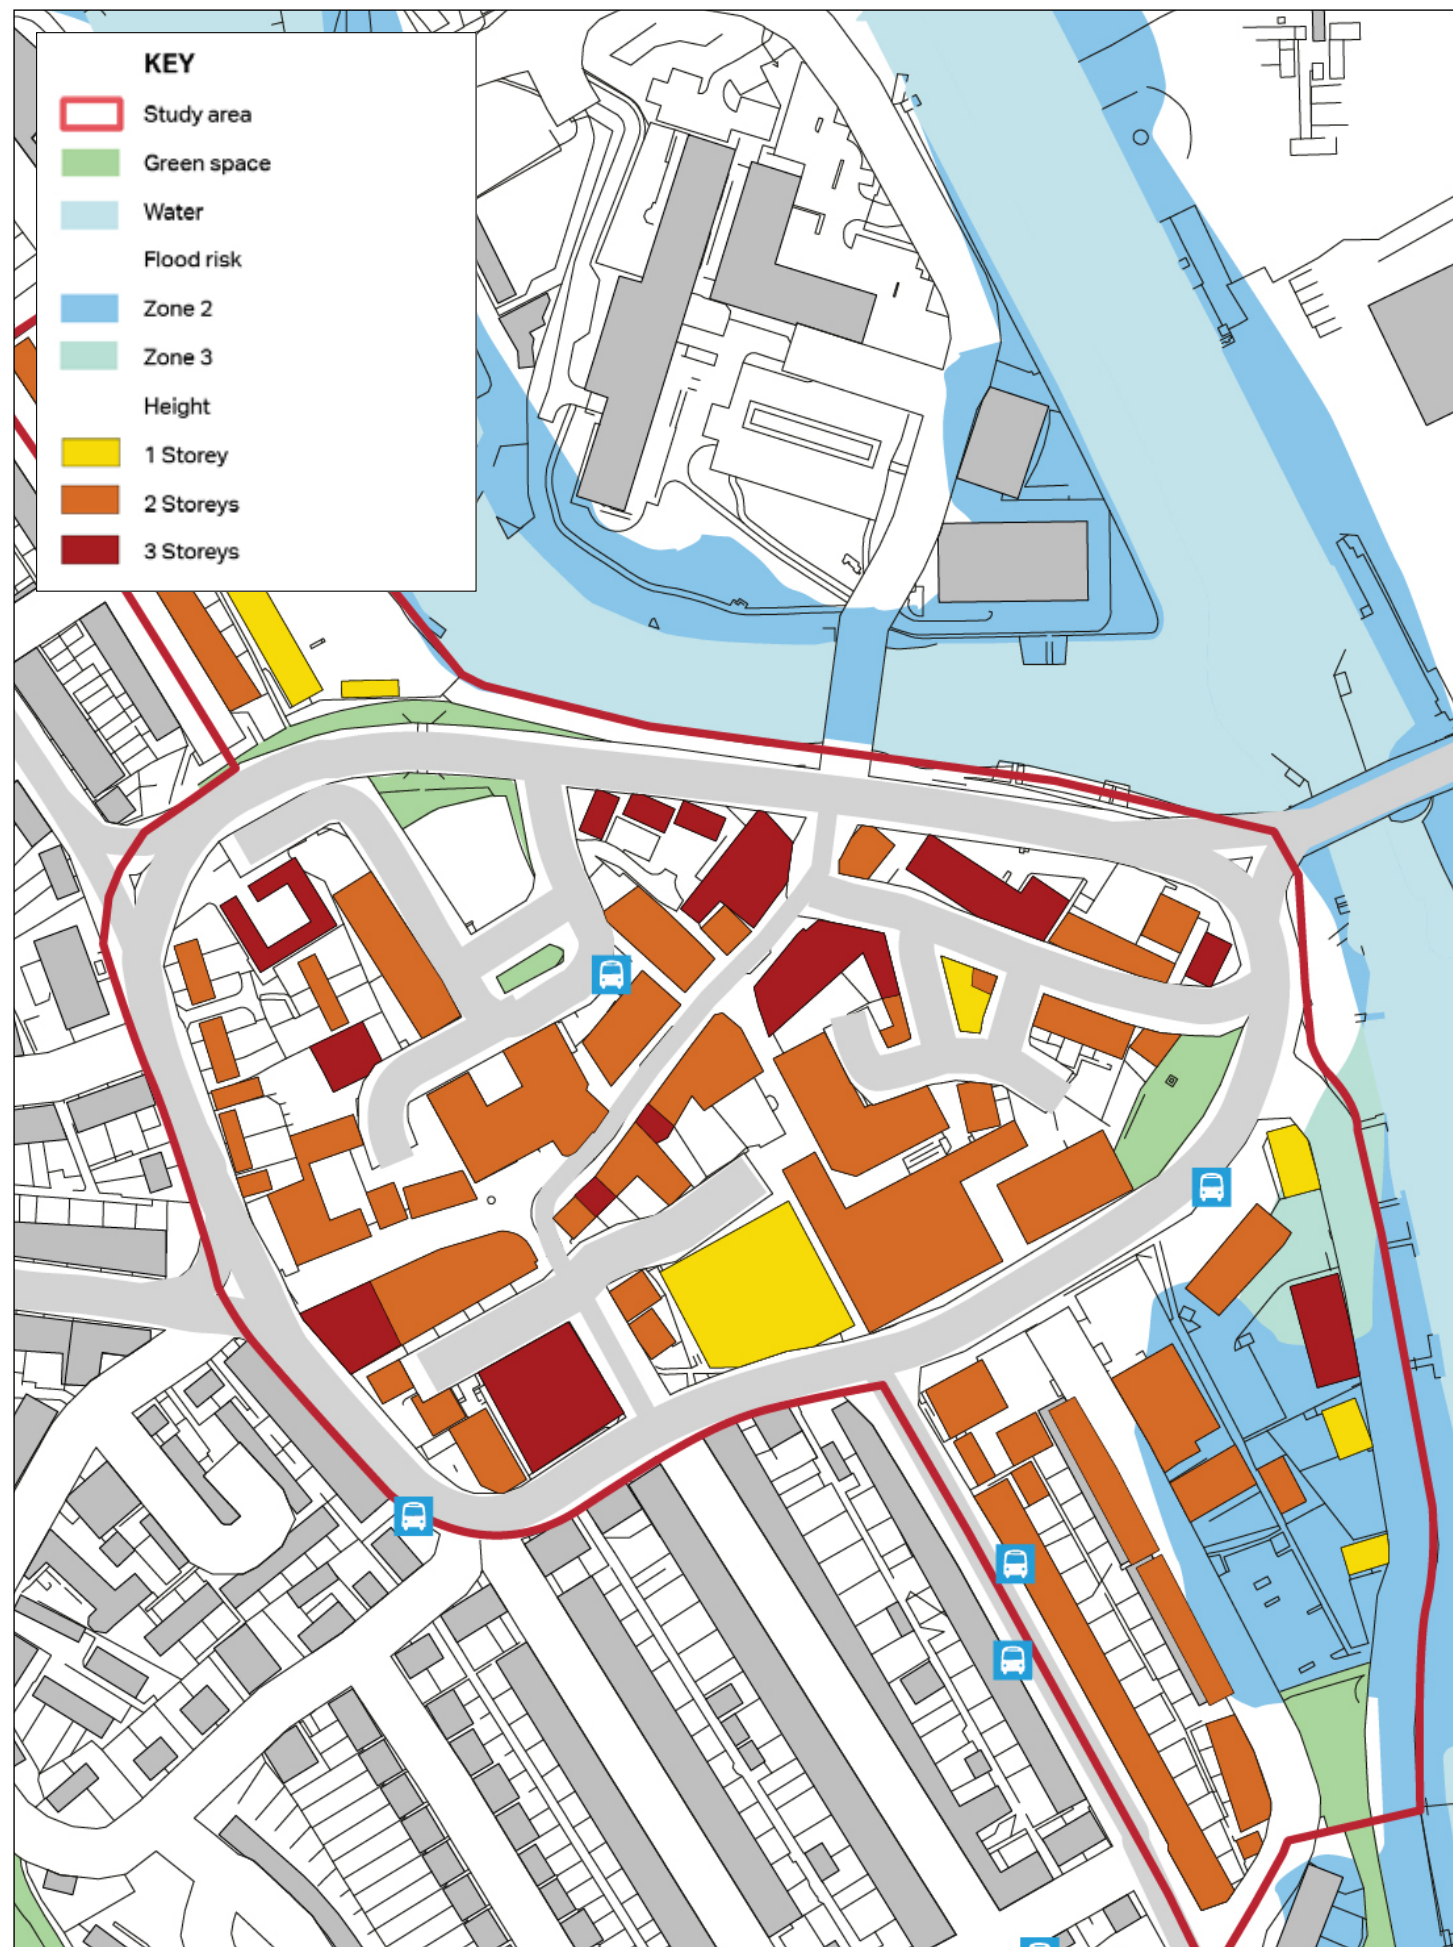 KEY
Study area
Green space
Water
Flood risk
Zone 2
Zone 3
Height
1 Storey
2 Storeys
3 Storeys